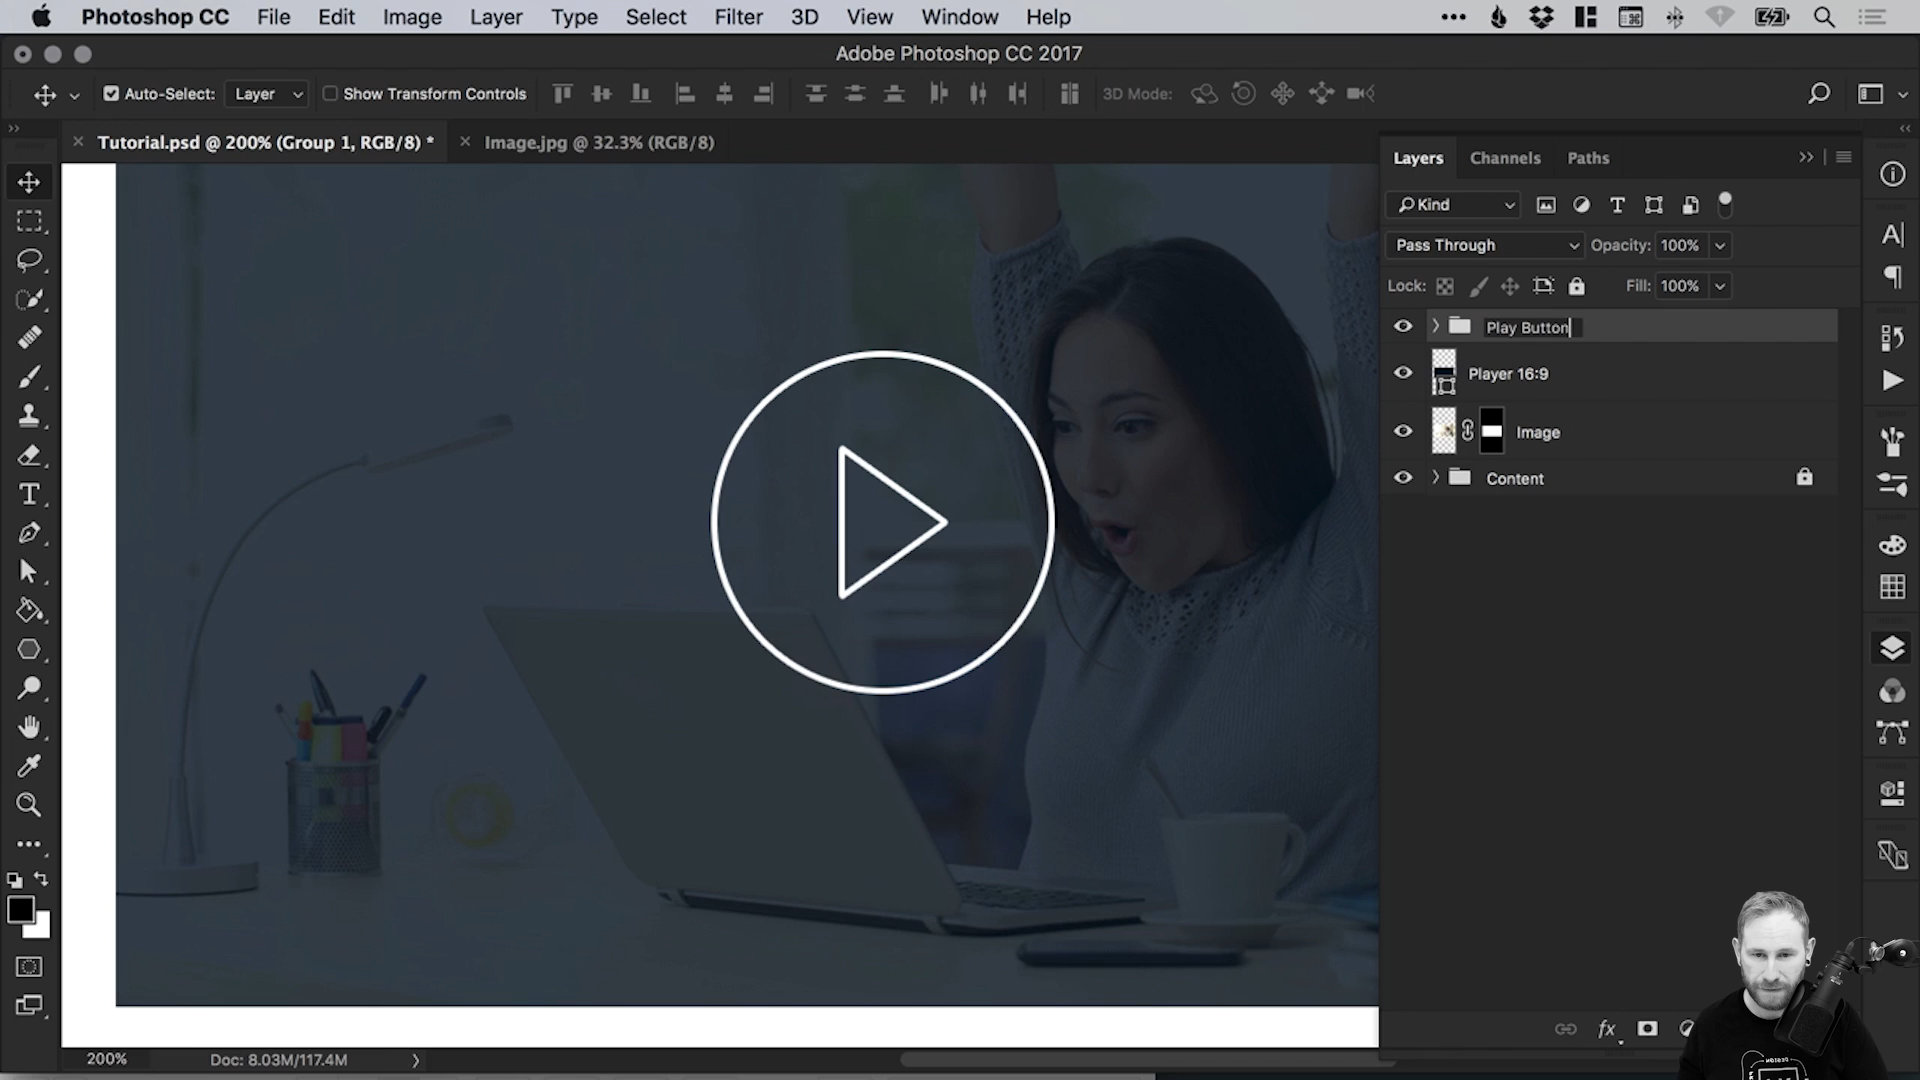 Photoshop CC File Edit Image Layer Type Select Filter 3D View Window Help
Adobe Photoshop CC 2017
Auto-Select: Layer Show Transform Controls 3D Mode:
Tutorial.psd @ 200% (Group 1, RGB/8) * Image.jpg @ 32.3% (RGB/8)
Layers Channels Paths
Kind
Pass Through Opacity: 100%
Lock: Fill: 100%
Play Button
Player 16:9
Image
Content
fx
200% Doc: 8.03M/117.4M